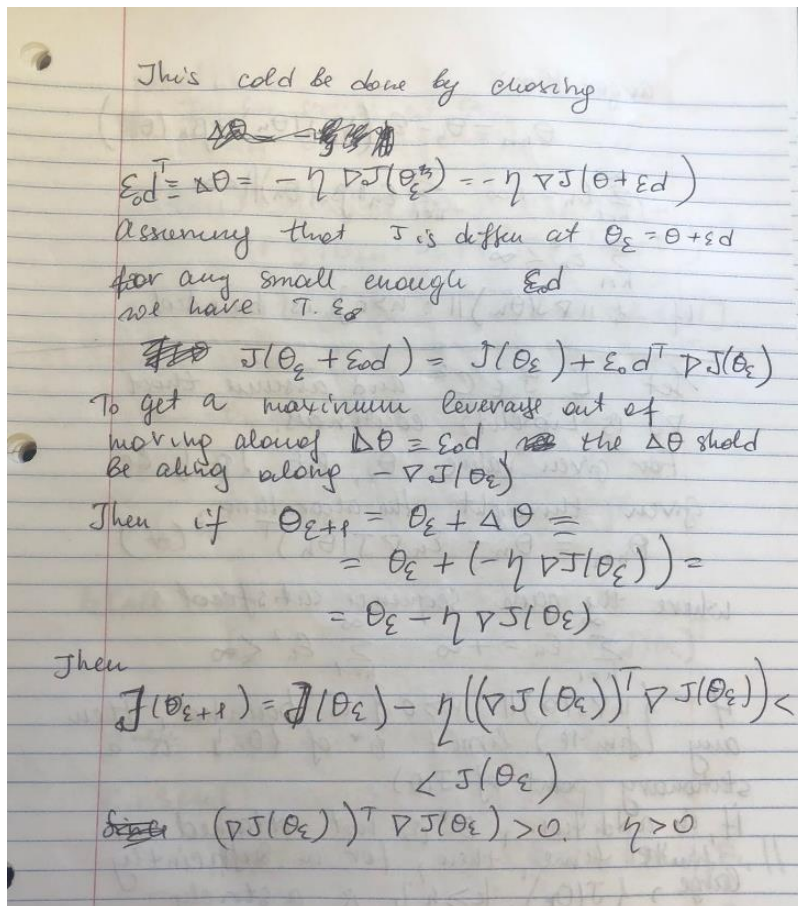 This cold be done by chosing
ε₀dᵀ = Δθ = - η ∇J(θ_ε) = - η ∇J(θ+εd)
Assuming that J is differ at θ_ε = θ+εd
for any small enough ε₀d
we have T. ε₀
J(θ_ε + ε₀d) = J(θ_ε) + ε₀ dᵀ ∇J(θ_ε)
To get a maximum leverage out of
moving along Δθ = ε₀d, the Δθ shold
be along along - ∇J(θ_ε)
Then if θ_ε+1 = θ_ε + Δθ =
= θ_ε + (- η ∇J(θ_ε)) =
= θ_ε - η ∇J(θ_ε)
Then
J(θ_ε+1) = J(θ_ε) - η((∇J(θ_ε))ᵀ ∇J(θ_ε)) <
< J(θ_ε)
(∇J(θ_ε))ᵀ ∇J(θ_ε) > 0. η > 0